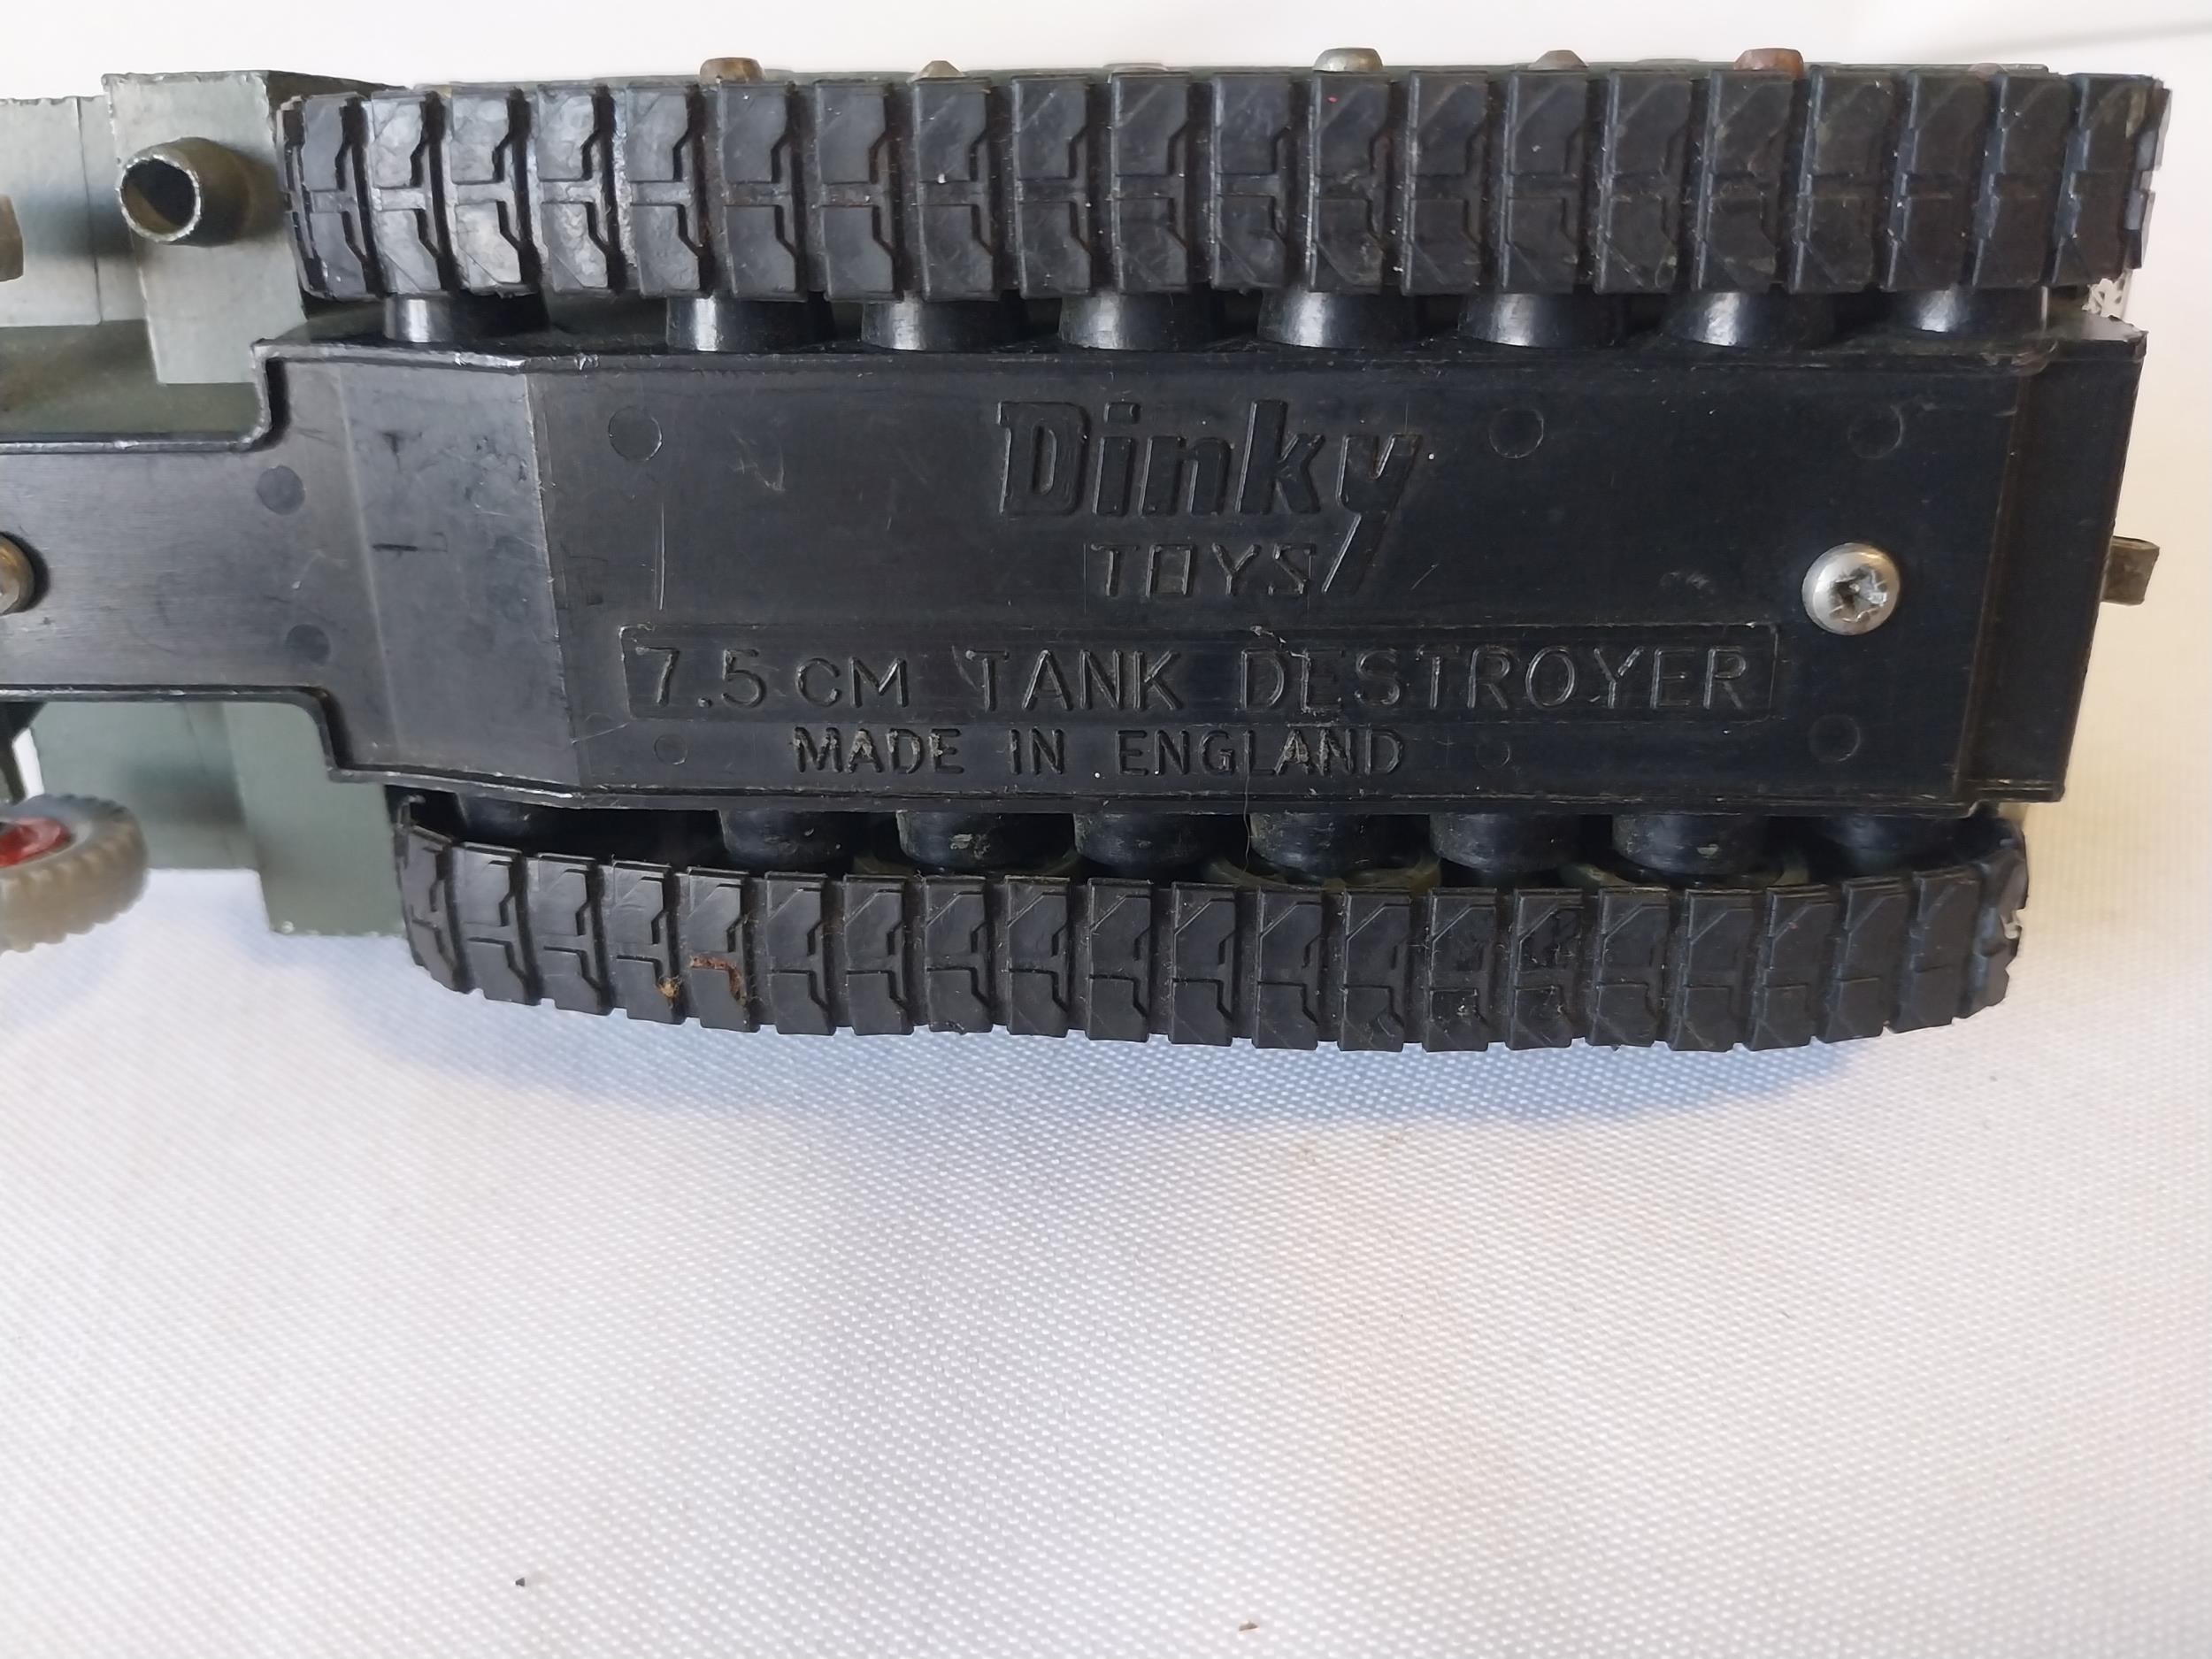 Dinky
TOYS
7.5 CM TANK DESTROYER
MADE IN ENGLAND